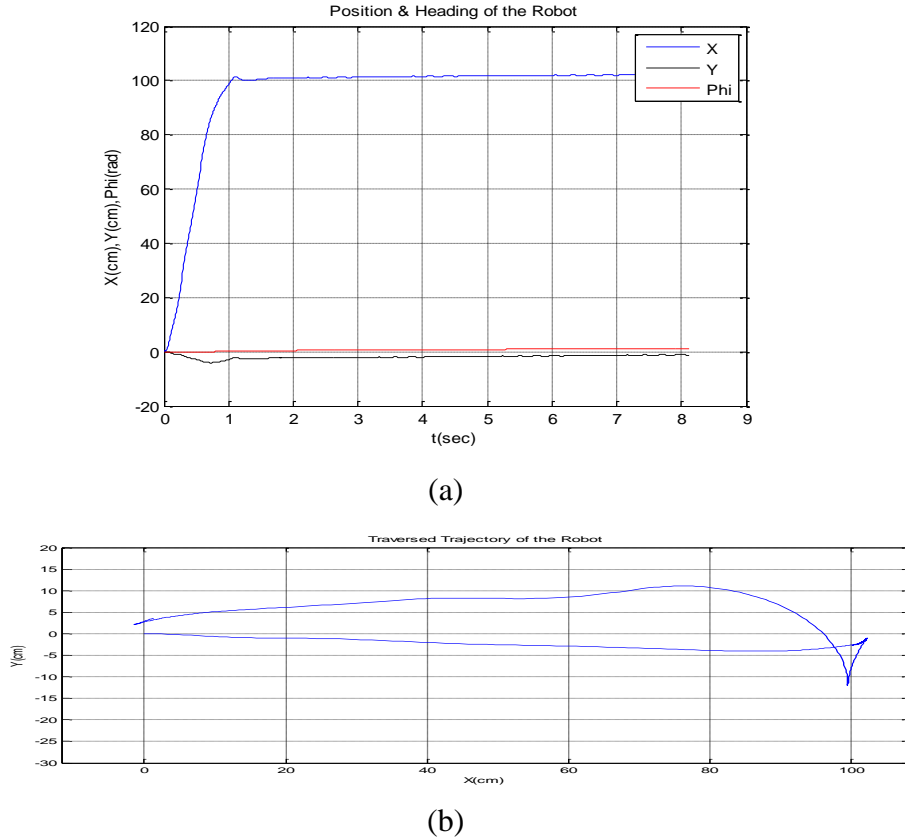 Position & Heading of the Robot
120
100
80
60
40
20
0
-20
X(cm),Y(cm),Phi(rad)
X
Y
Phi
0 1 2 3 4 5 6 7 8 9
t(sec)
(a)
Traversed Trajectory of the Robot
20
15
10
5
0
-5
-10
-15
-20
-25
-30
Y(cm)
0 20 40 60 80 100
X(cm)
(b)